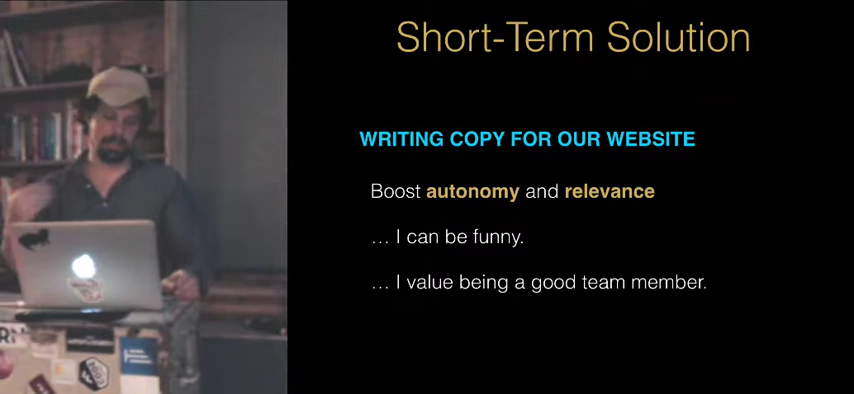 Short-Term Solution
WRITING COPY FOR OUR WEBSITE
Boost autonomy and relevance
… I can be funny.
… I value being a good team member.